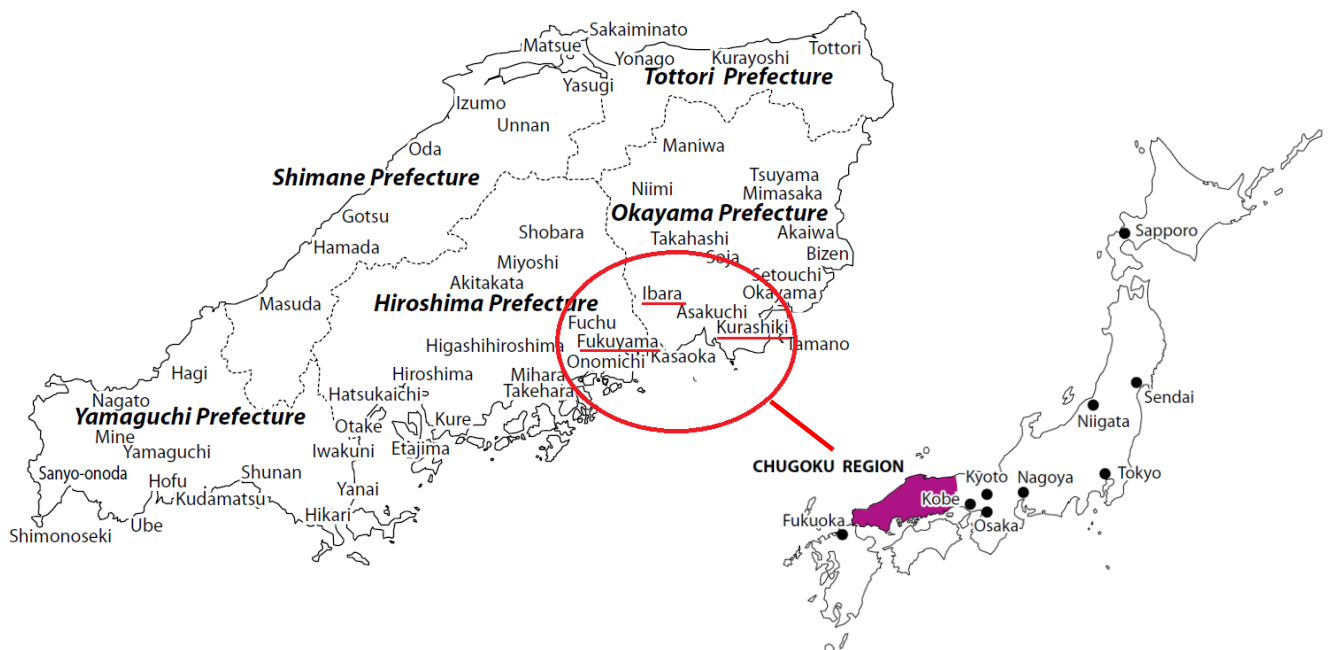 Sakaiminato
Matsue
Yonago
Kurayoshi
Tottori
Tottori Prefecture
Yasugi
Izumo
Unnan
Oda
Maniwa
Shimane Prefecture
Niimi
Tsuyama
Mimasaka
Okayama Prefecture
Gotsu
Hamada
Shobara
Takahashi
Akaiwa
Soja
Bizen
Miyoshi
Setouchi
Akitakata
Masuda
Hiroshima Prefecture
Ibara
Okayama
Asakuchi
Fuchu
Kurashiki
Fukuyama
Tamano
Higashihiroshima
Onomichi
Kasaoka
Hagi
Hiroshima
Mihara
Nagato
Hatsukaichi
Takehara
Yamaguchi Prefecture
Otake
Kure
Mine
Yamaguchi
Iwakuni
Etajima
Sanyo-onoda
Hofu
Shunan
Kudamatsu
Yanai
Hikari
Ube
Shimonoseki
Sapporo
Sendai
Niigata
CHUGOKU REGION
Kyoto
Nagoya
Tokyo
Kobe
Fukuoka
Osaka